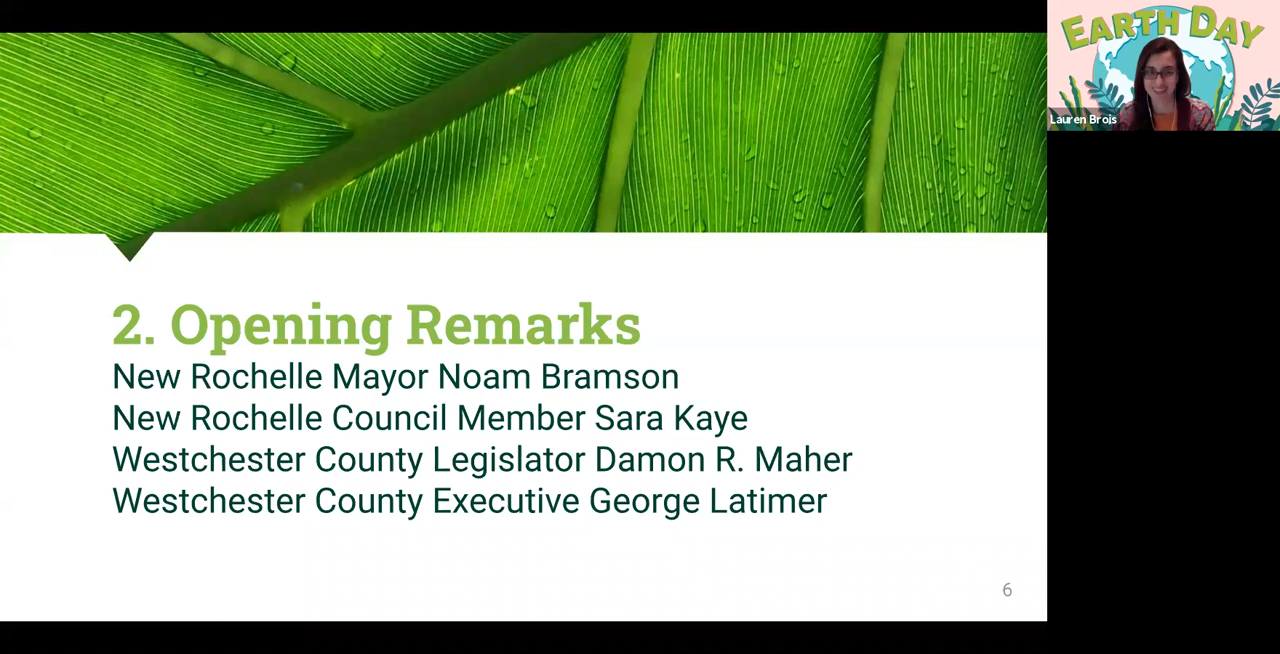 EARTH DAY
Lauren Brois
2. Opening Remarks
New Rochelle Mayor Noam Bramson
New Rochelle Council Member Sara Kaye
Westchester County Legislator Damon R. Maher
Westchester County Executive George Latimer
6